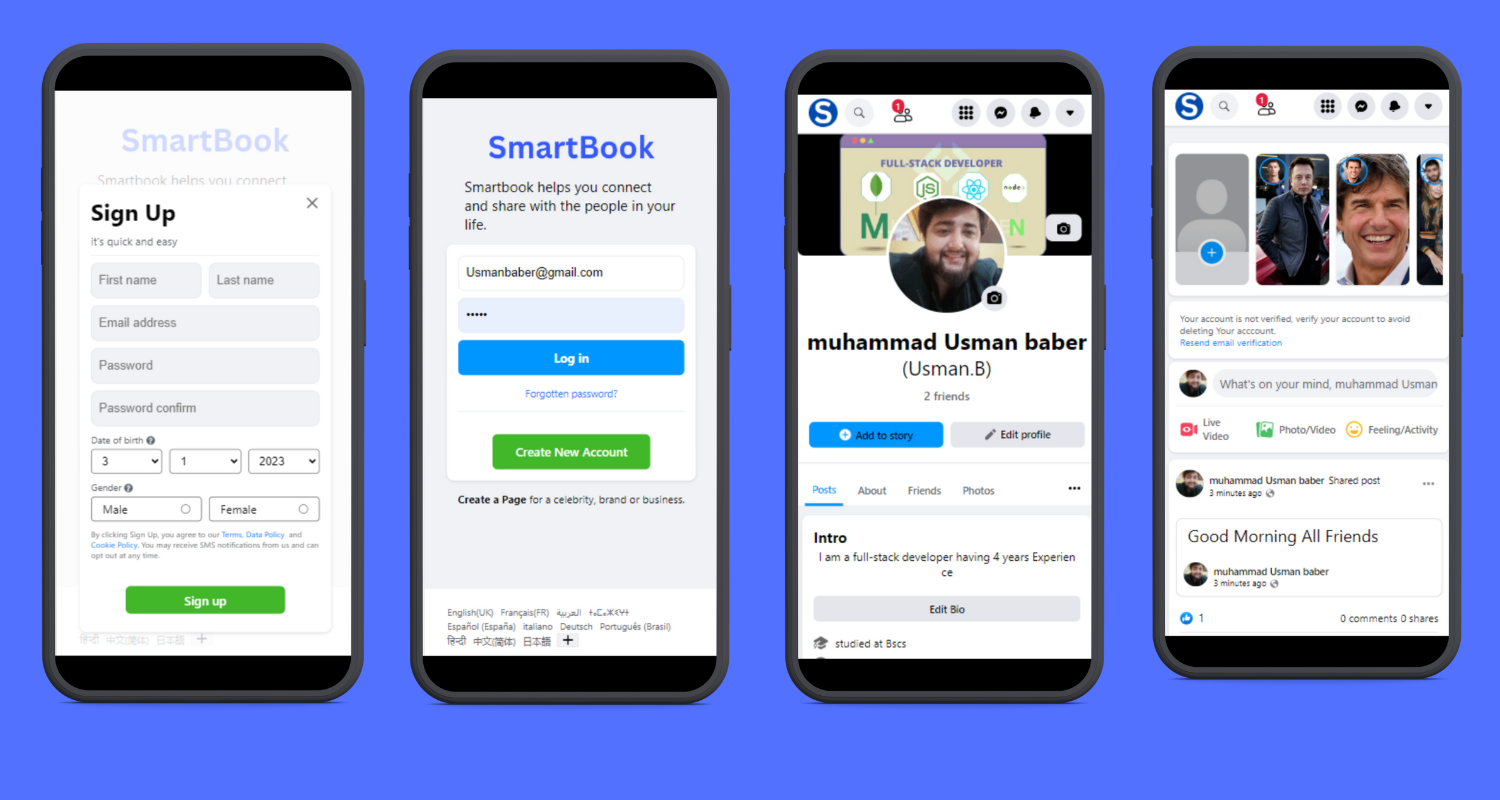 SmartBook
Smartbook helps you connect
Sign Up
it's quick and easy
First name
Last name
Email address
Password
Password confirm
Date of birth
3
1
2023
Gender
Male
Female
By clicking Sign Up, you agree to our Terms, Data Policy and
Cookie Policy. You may receive SMS notifications from us and can
opt out at any time.
Sign up
हिन्दी 中文(简体) 日本語 +
SmartBook
Smartbook helps you connect
and share with the people in your
life.
Usmanbaber@gmail.com
•••••
Log in
Forgotten password?
Create New Account
Create a Page for a celebrity, brand or business.
English(UK) Français(FR) العربية
Español (España) italiano Deutsch Português (Brasil)
हिन्दी 中文(简体) 日本語 +
S
1
FULL-STACK DEVELOPER
JS
node
M
N
muhammad Usman baber
(Usman.B)
2 friends
Add to story
Edit profile
Posts
About
Friends
Photos
•••
Intro
I am a full-stack developer having 4 years Experien
ce
Edit Bio
studied at Bscs
S
1
Your account is not verified, verify your account to avoid
deleting Your acccount.
Resend email verification
What's on your mind, muhammad Usman
Live
Video
Photo/Video
Feeling/Activity
muhammad Usman baber Shared post
3 minutes ago
Good Morning All Friends
muhammad Usman baber
3 minutes ago
1
0 comments 0 shares